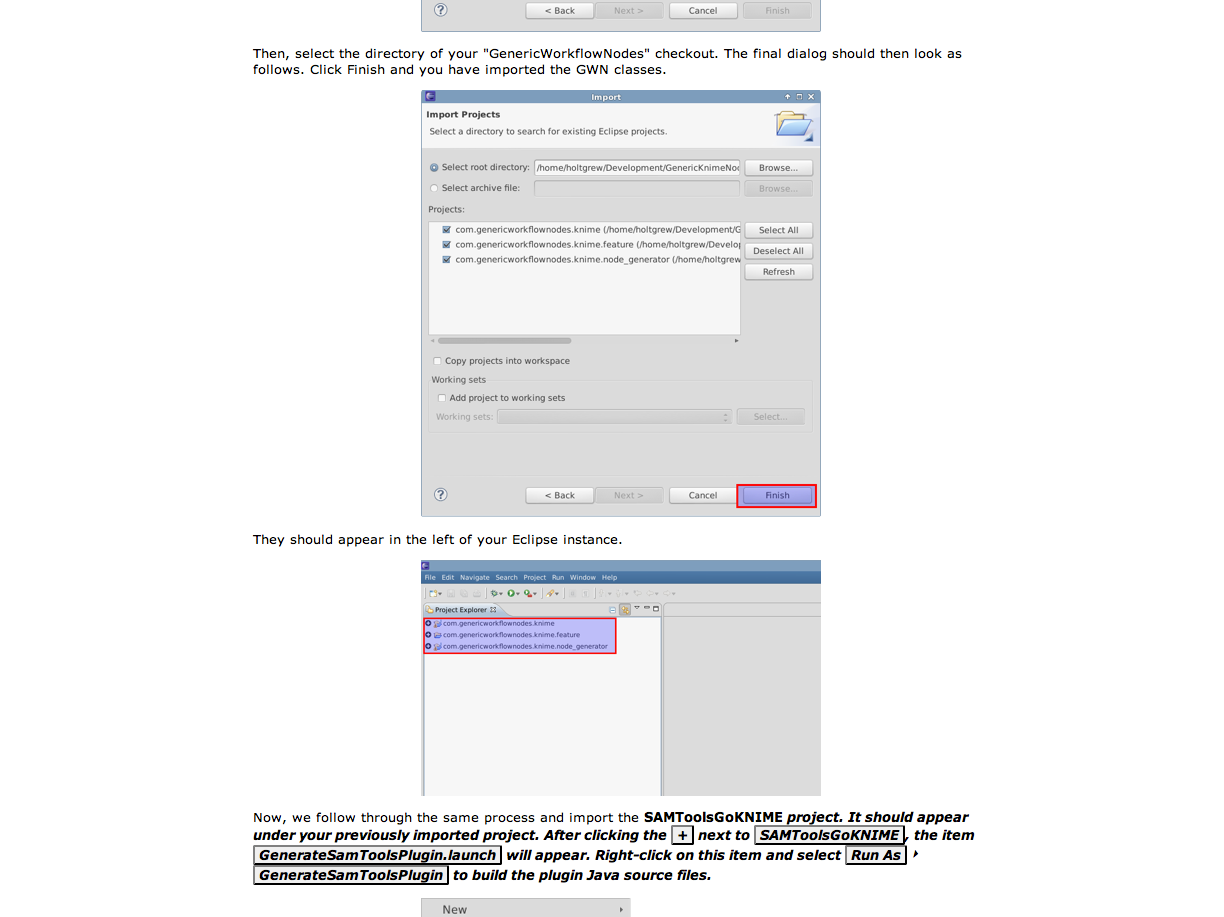 ? < Back Next > Cancel Finish
Then, select the directory of your "GenericWorkflowNodes" checkout. The final dialog should then look as
follows. Click Finish and you have imported the GWN classes.
Import
Import Projects
Select a directory to search for existing Eclipse projects.
Select root directory: /home/holtgrew/Development/GenericKnimeNo Browse...
Select archive file: Browse...
Projects:
com.genericworkflownodes.knime (/home/holtgrew/Development/G Select All
com.genericworkflownodes.knime.feature (/home/holtgrew/Develop Deselect All
com.genericworkflownodes.knime.node_generator (/home/holtgrew Refresh
Copy projects into workspace
Working sets
Add project to working sets
Working sets: Select...
? < Back Next > Cancel Finish
They should appear in the left of your Eclipse instance.
File Edit Navigate Search Project Run Window Help
Project Explorer
com.genericworkflownodes.knime
com.genericworkflownodes.knime.feature
com.genericworkflownodes.knime.node_generator
Now, we follow through the same process and import the SAMToolsGoKNIME project. It should appear
under your previously imported project. After clicking the + next to SAMToolsGoKNIME, the item
GenerateSamToolsPlugin.launch will appear. Right-click on this item and select Run As ‣
GenerateSamToolsPlugin to build the plugin Java source files.
New